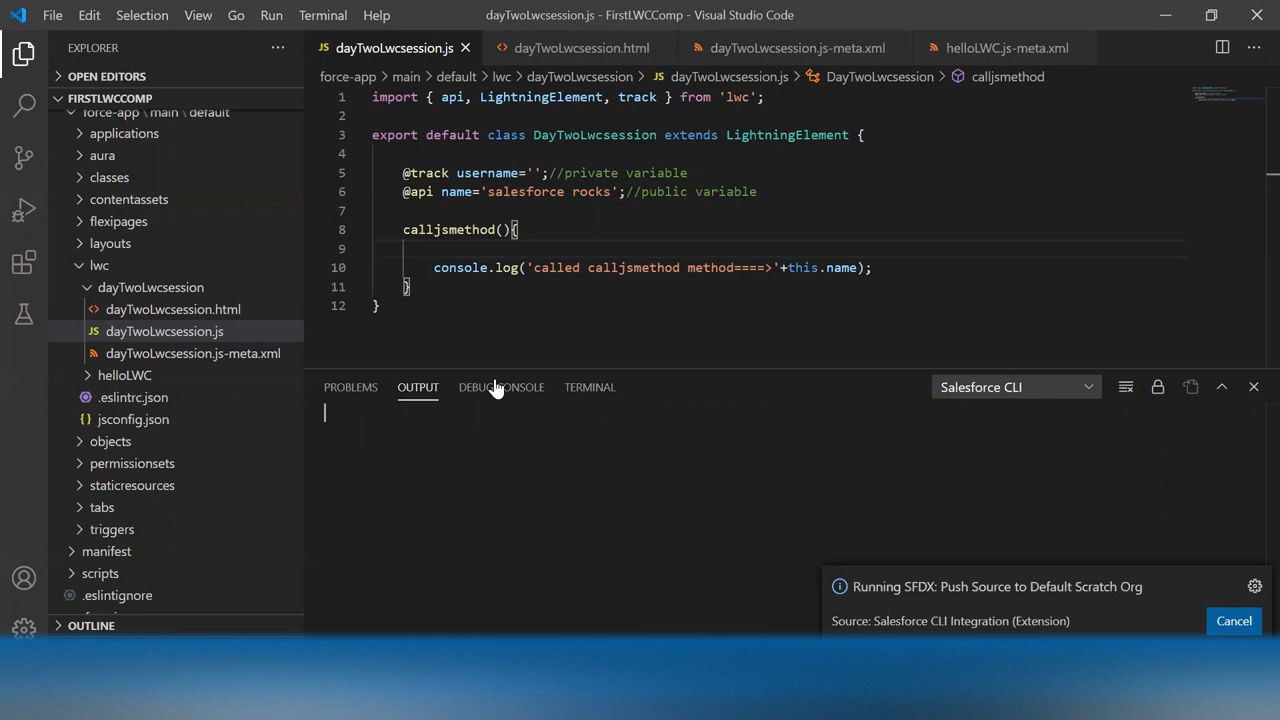 File Edit Selection View Go Run Terminal Help dayTwoLwcsession.js - FirstLWCComp - Visual Studio Code
EXPLORER
OPEN EDITORS
FIRSTLWCCOMP
force-app \ main \ default
applications
aura
classes
contentassets
flexipages
layouts
lwc
dayTwoLwcsession
dayTwoLwcsession.html
JS dayTwoLwcsession.js
dayTwoLwcsession.js-meta.xml
helloLWC
.eslintrc.json
{} jsconfig.json
objects
permissionsets
staticresources
tabs
triggers
manifest
scripts
.eslintignore
OUTLINE
JS dayTwoLwcsession.js <> dayTwoLwcsession.html dayTwoLwcsession.js-meta.xml helloLWC.js-meta.xml
force-app > main > default > lwc > dayTwoLwcsession > JS dayTwoLwcsession.js > DayTwoLwcsession > calljsmethod
1 import { api, LightningElement, track } from 'lwc';
2
3 export default class DayTwoLwcsession extends LightningElement {
4
5 @track username='';//private variable
6 @api name='salesforce rocks';//public variable
7
8 calljsmethod(){
9
10 console.log('called calljsmethod method====>'+this.name);
11 }
12 }
PROBLEMS OUTPUT DEBUG CONSOLE TERMINAL Salesforce CLI
Running SFDX: Push Source to Default Scratch Org
Source: Salesforce CLI Integration (Extension) Cancel